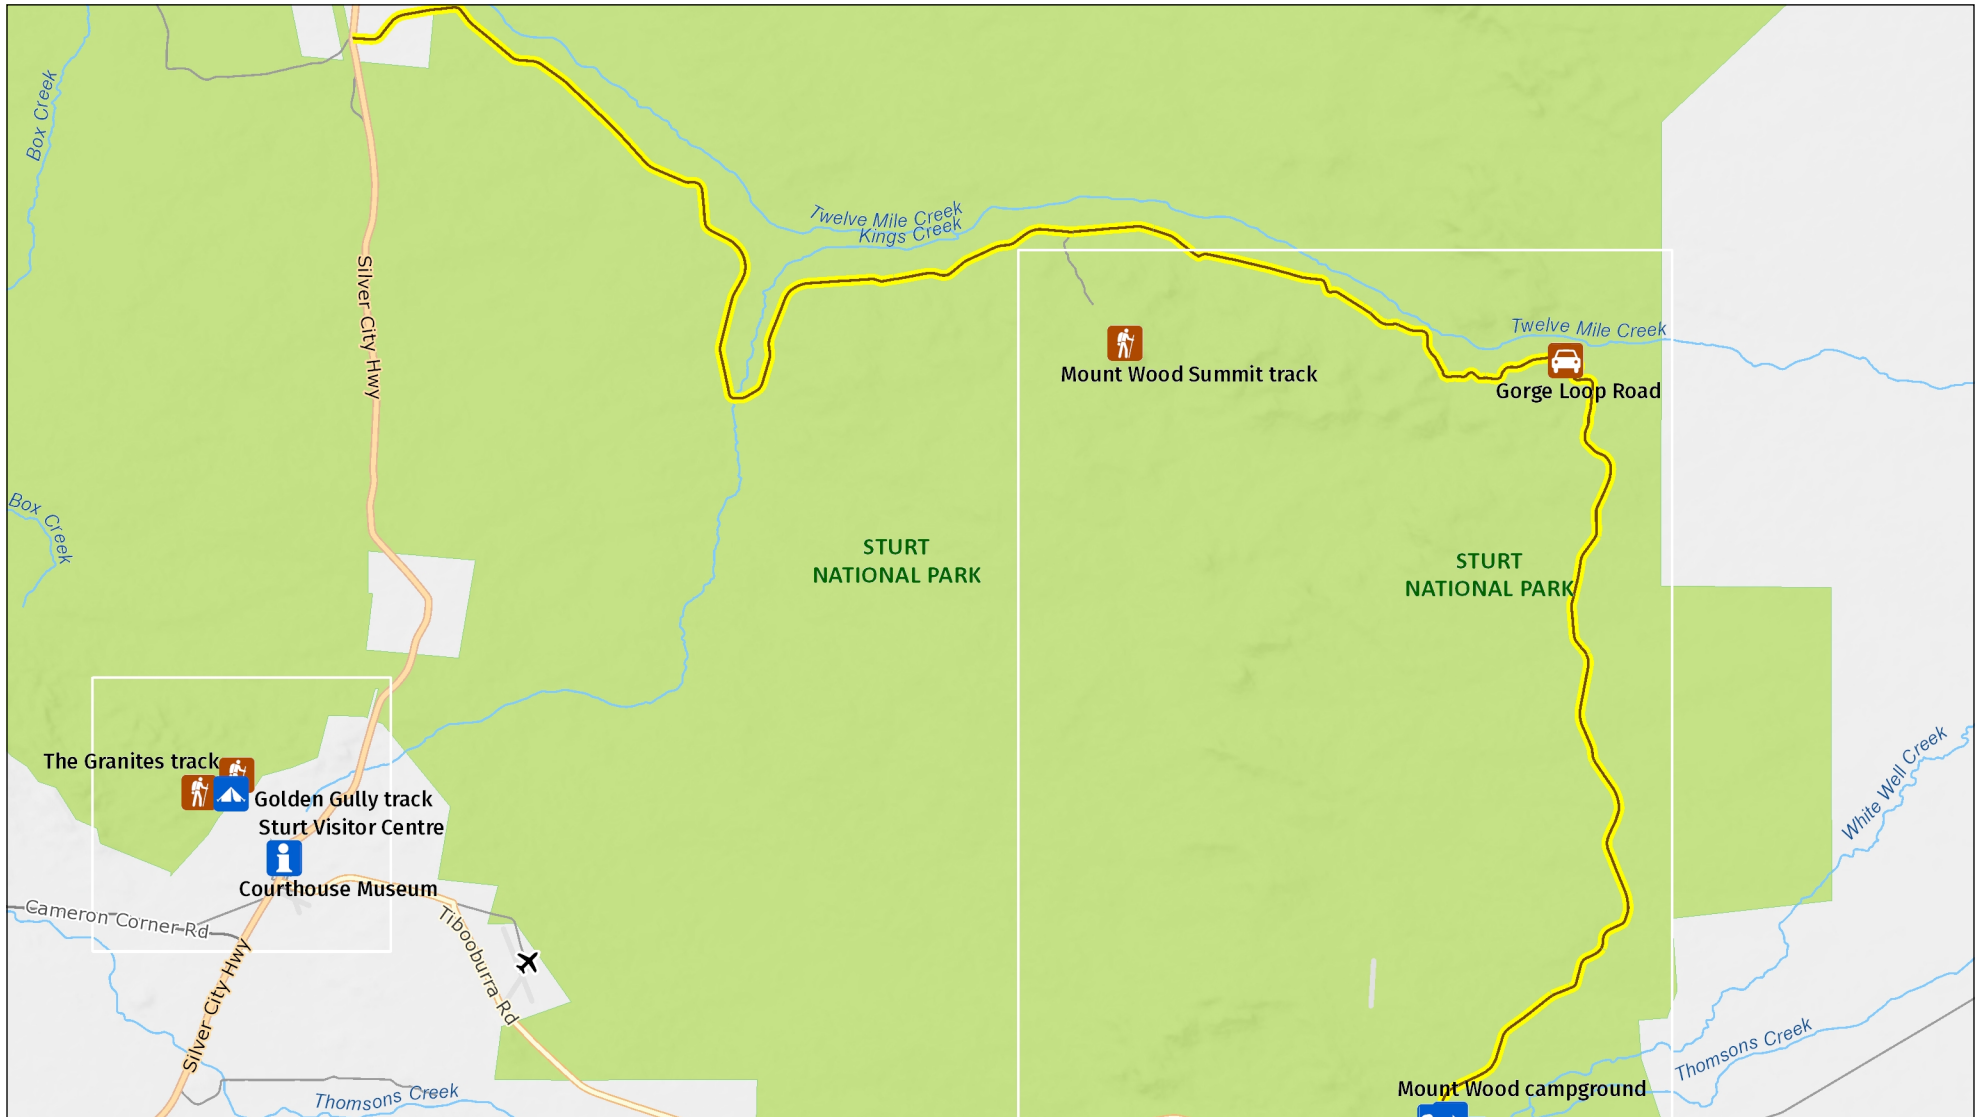 Box Creek
Twelve Mile Creek
Kings Creek
Silver City Hwy
Twelve Mile Creek
Mount Wood Summit track
Gorge Loop Road
Box Creek
STURT
NATIONAL PARK
STURT
NATIONAL PARK
The Granites track
Golden Gully track
Sturt Visitor Centre
Courthouse Museum
White Well Creek
Cameron Corner Rd
Tibooburra Rd
Silver City Hwy
Thomsons Creek
Mount Wood campground
Thomsons Creek